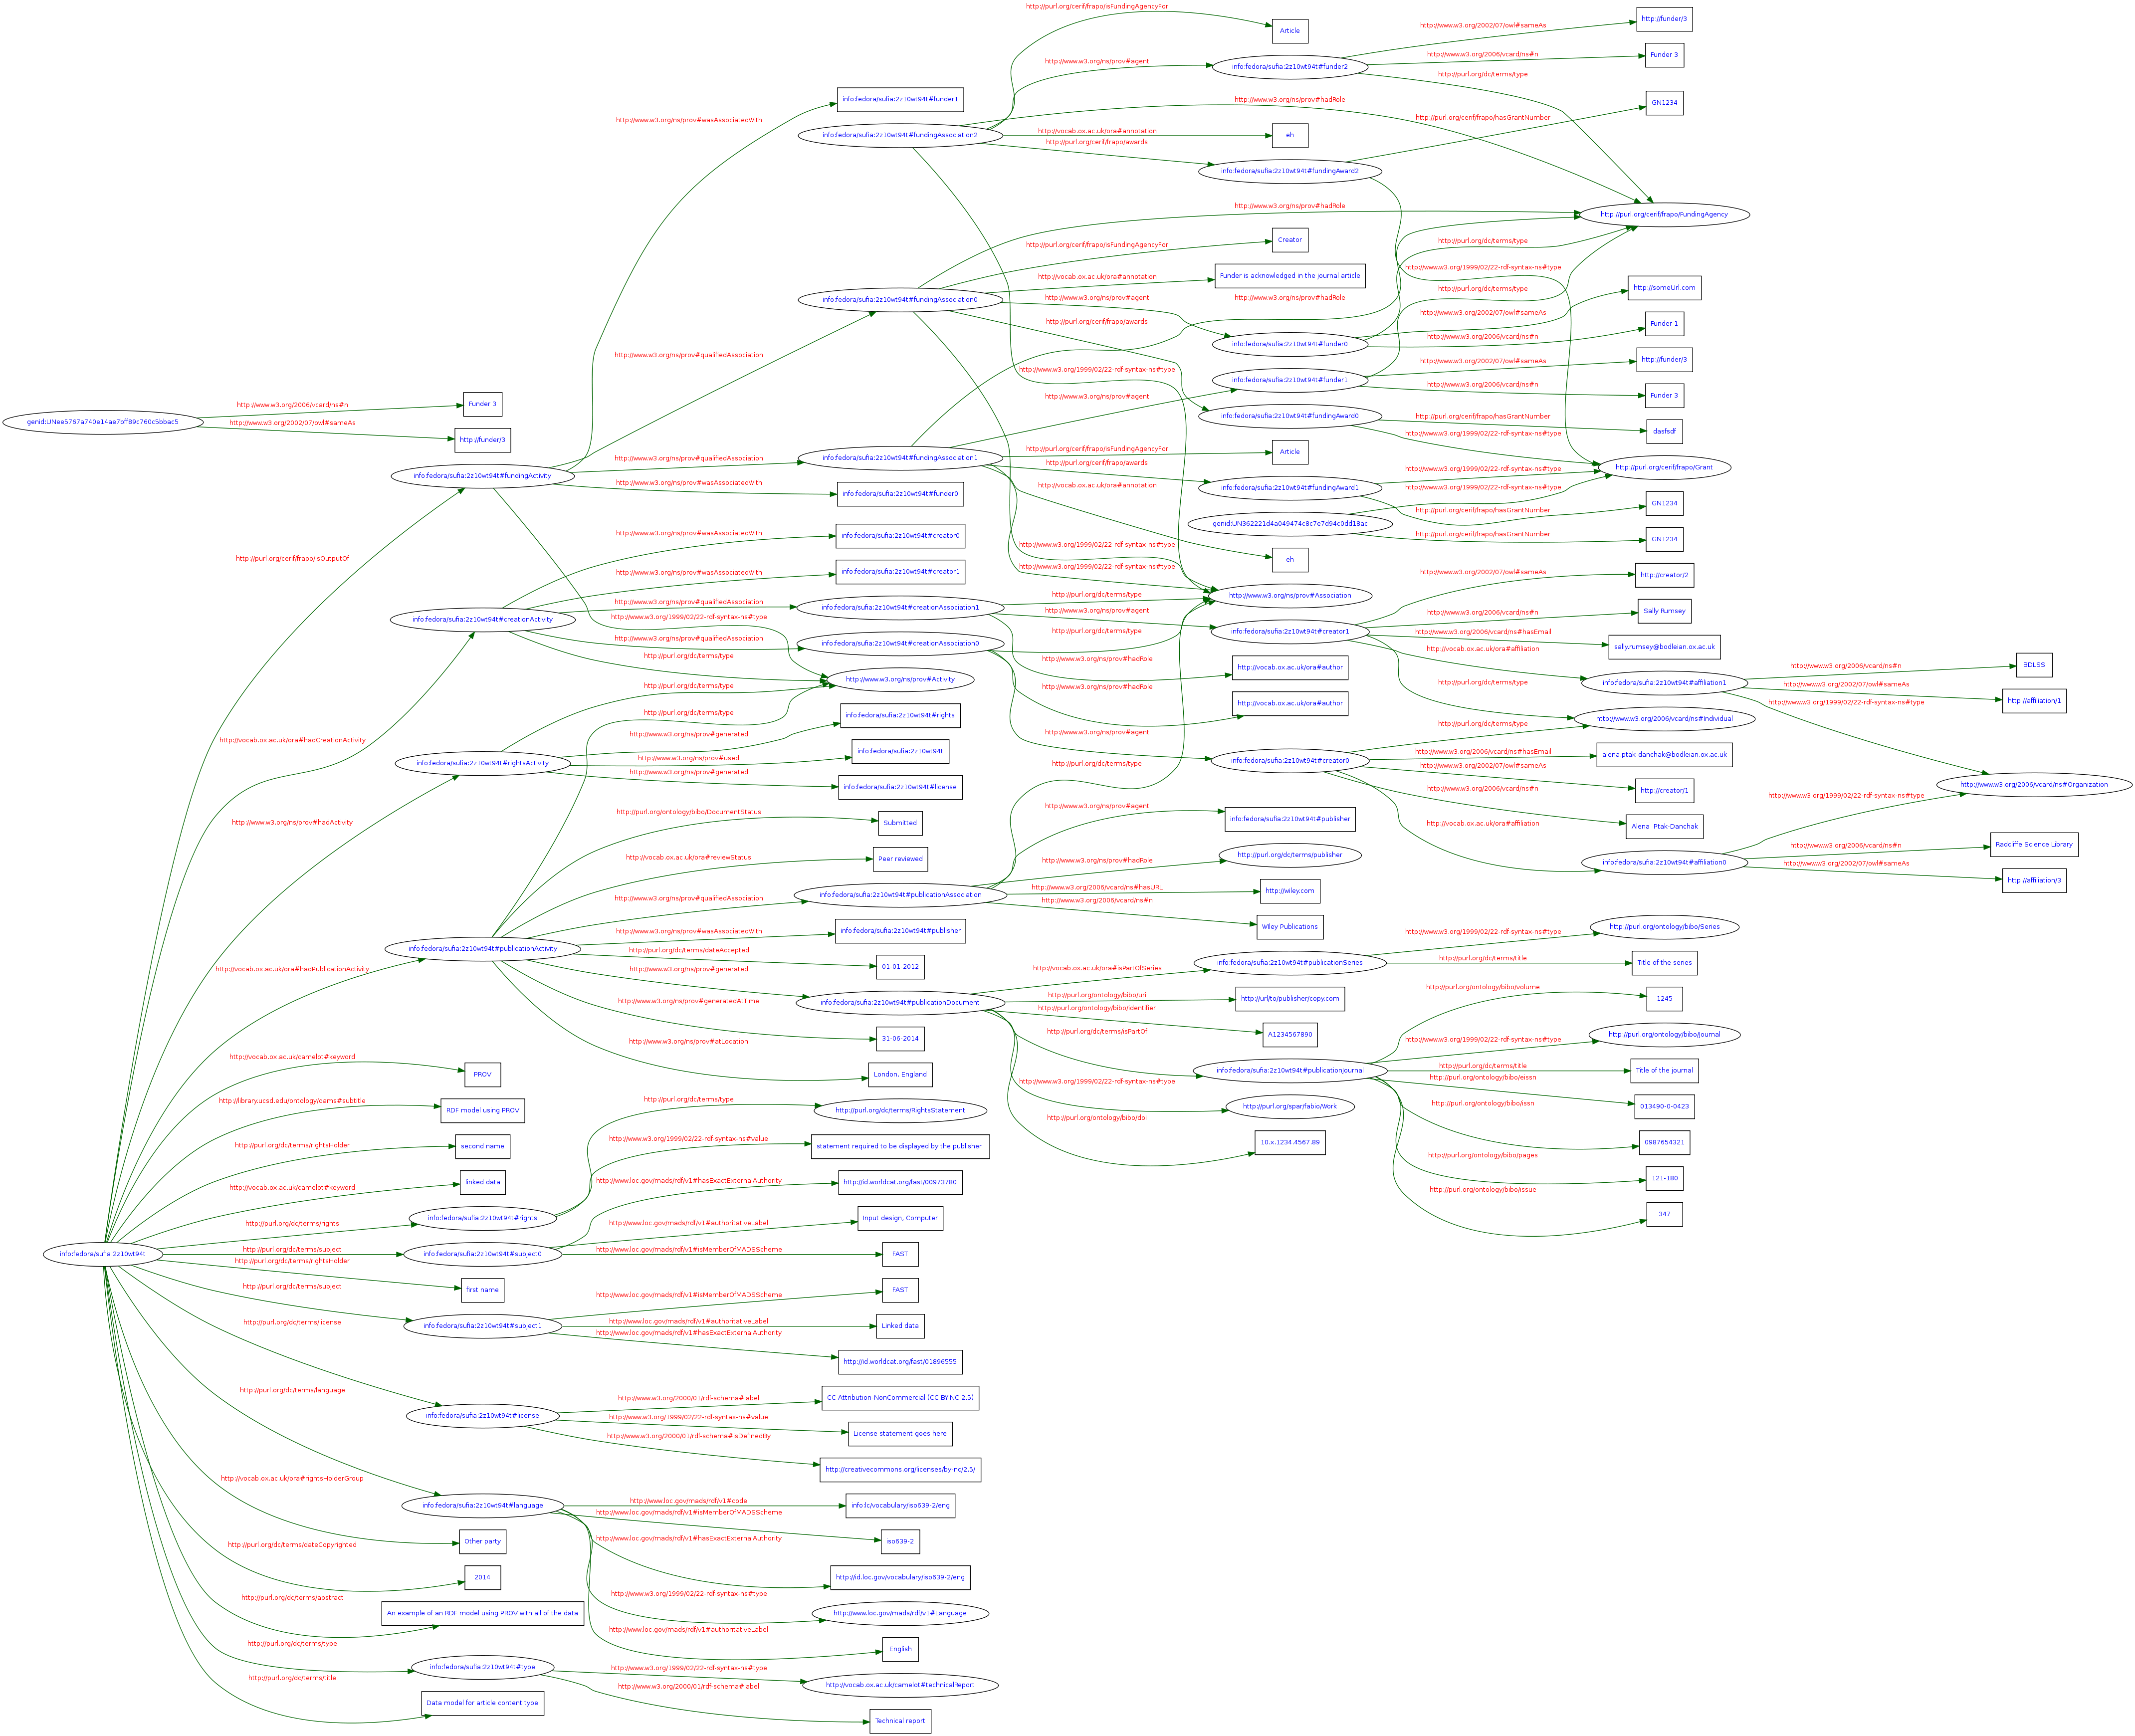 genid:UNee5767a740e14ae7bff89c760c5bbac5
http://www.w3.org/2006/vcard/ns#n
Funder 3
http://www.w3.org/2002/07/owl#sameAs
http://funder/3
info:fedora/sufia:2z10wt94t
http://purl.org/cerif/frapo/isOutputOf
http://vocab.ox.ac.uk/ora#hadCreationActivity
http://www.w3.org/ns/prov#hadActivity
http://vocab.ox.ac.uk/ora#hadPublicationActivity
http://vocab.ox.ac.uk/camelot#keyword
PROV
http://library.ucsd.edu/ontology/dams#subtitle
RDF model using PROV
http://purl.org/dc/terms/rightsHolder
second name
http://vocab.ox.ac.uk/camelot#keyword
linked data
http://purl.org/dc/terms/rights
info:fedora/sufia:2z10wt94t#rights
http://purl.org/dc/terms/subject
info:fedora/sufia:2z10wt94t#subject0
http://purl.org/dc/terms/rightsHolder
first name
http://purl.org/dc/terms/subject
info:fedora/sufia:2z10wt94t#subject1
http://purl.org/dc/terms/license
info:fedora/sufia:2z10wt94t#license
http://purl.org/dc/terms/language
info:fedora/sufia:2z10wt94t#language
http://vocab.ox.ac.uk/ora#rightsHolderGroup
Other party
http://purl.org/dc/terms/dateCopyrighted
2014
http://purl.org/dc/terms/abstract
An example of an RDF model using PROV with all of the data
http://purl.org/dc/terms/type
info:fedora/sufia:2z10wt94t#type
http://purl.org/dc/terms/title
Data model for article content type
info:fedora/sufia:2z10wt94t#fundingActivity
http://www.w3.org/ns/prov#wasAssociatedWith
info:fedora/sufia:2z10wt94t#funder1
http://www.w3.org/ns/prov#qualifiedAssociation
info:fedora/sufia:2z10wt94t#fundingAssociation0
http://www.w3.org/ns/prov#qualifiedAssociation
info:fedora/sufia:2z10wt94t#fundingAssociation1
http://www.w3.org/ns/prov#wasAssociatedWith
info:fedora/sufia:2z10wt94t#funder0
http://www.w3.org/1999/02/22-rdf-syntax-ns#type
info:fedora/sufia:2z10wt94t#creationActivity
http://www.w3.org/ns/prov#wasAssociatedWith
info:fedora/sufia:2z10wt94t#creator0
http://www.w3.org/ns/prov#wasAssociatedWith
info:fedora/sufia:2z10wt94t#creator1
http://www.w3.org/ns/prov#qualifiedAssociation
info:fedora/sufia:2z10wt94t#creationAssociation1
http://www.w3.org/ns/prov#qualifiedAssociation
info:fedora/sufia:2z10wt94t#creationAssociation0
http://purl.org/dc/terms/type
http://www.w3.org/ns/prov#Activity
info:fedora/sufia:2z10wt94t#rightsActivity
http://purl.org/dc/terms/type
http://purl.org/dc/terms/type
http://www.w3.org/ns/prov#generated
info:fedora/sufia:2z10wt94t#rights
http://www.w3.org/ns/prov#used
info:fedora/sufia:2z10wt94t
http://www.w3.org/ns/prov#generated
info:fedora/sufia:2z10wt94t#license
info:fedora/sufia:2z10wt94t#publicationActivity
http://purl.org/ontology/bibo/DocumentStatus
Submitted
http://vocab.ox.ac.uk/ora#reviewStatus
Peer reviewed
http://www.w3.org/ns/prov#qualifiedAssociation
info:fedora/sufia:2z10wt94t#publicationAssociation
http://www.w3.org/ns/prov#wasAssociatedWith
info:fedora/sufia:2z10wt94t#publisher
http://purl.org/dc/terms/dateAccepted
01-01-2012
http://www.w3.org/ns/prov#generated
info:fedora/sufia:2z10wt94t#publicationDocument
http://www.w3.org/ns/prov#generatedAtTime
31-06-2014
http://www.w3.org/ns/prov#atLocation
London, England
http://purl.org/dc/terms/type
http://purl.org/dc/terms/RightsStatement
http://www.w3.org/1999/02/22-rdf-syntax-ns#value
statement required to be displayed by the publisher
http://www.loc.gov/mads/rdf/v1#hasExactExternalAuthority
http://id.worldcat.org/fast/00973780
http://www.loc.gov/mads/rdf/v1#authoritativeLabel
Input design, Computer
http://www.loc.gov/mads/rdf/v1#isMemberOfMADSScheme
FAST
http://www.loc.gov/mads/rdf/v1#isMemberOfMADSScheme
FAST
http://www.loc.gov/mads/rdf/v1#authoritativeLabel
Linked data
http://www.loc.gov/mads/rdf/v1#hasExactExternalAuthority
http://id.worldcat.org/fast/01896555
http://www.w3.org/2000/01/rdf-schema#label
CC Attribution-NonCommercial (CC BY-NC 2.5)
http://www.w3.org/1999/02/22-rdf-syntax-ns#value
License statement goes here
http://www.w3.org/2000/01/rdf-schema#isDefinedBy
http://creativecommons.org/licenses/by-nc/2.5/
http://www.loc.gov/mads/rdf/v1#code
info:lc/vocabulary/iso639-2/eng
http://www.loc.gov/mads/rdf/v1#isMemberOfMADSScheme
iso639-2
http://www.loc.gov/mads/rdf/v1#hasExactExternalAuthority
http://id.loc.gov/vocabulary/iso639-2/eng
http://www.w3.org/1999/02/22-rdf-syntax-ns#type
http://www.loc.gov/mads/rdf/v1#Language
http://www.loc.gov/mads/rdf/v1#authoritativeLabel
English
http://www.w3.org/1999/02/22-rdf-syntax-ns#type
http://vocab.ox.ac.uk/camelot#technicalReport
http://www.w3.org/2000/01/rdf-schema#label
Technical report
info:fedora/sufia:2z10wt94t#fundingAssociation2
http://purl.org/cerif/frapo/isFundingAgencyFor
Article
http://www.w3.org/ns/prov#agent
info:fedora/sufia:2z10wt94t#funder2
http://www.w3.org/ns/prov#hadRole
http://vocab.ox.ac.uk/ora#annotation
eh
http://purl.org/cerif/frapo/awards
info:fedora/sufia:2z10wt94t#fundingAward2
http://www.w3.org/ns/prov#hadRole
http://purl.org/cerif/frapo/isFundingAgencyFor
Creator
http://vocab.ox.ac.uk/ora#annotation
Funder is acknowledged in the journal article
http://www.w3.org/ns/prov#agent
http://www.w3.org/ns/prov#hadRole
http://purl.org/cerif/frapo/awards
info:fedora/sufia:2z10wt94t#funder0
http://www.w3.org/1999/02/22-rdf-syntax-ns#type
info:fedora/sufia:2z10wt94t#funder1
http://www.w3.org/ns/prov#agent
info:fedora/sufia:2z10wt94t#fundingAward0
http://purl.org/cerif/frapo/isFundingAgencyFor
Article
http://purl.org/cerif/frapo/awards
http://vocab.ox.ac.uk/ora#annotation
info:fedora/sufia:2z10wt94t#fundingAward1
genid:UN362221d4a049474c8c7e7d94c0dd18ac
http://www.w3.org/1999/02/22-rdf-syntax-ns#type
eh
http://www.w3.org/1999/02/22-rdf-syntax-ns#type
http://purl.org/dc/terms/type
http://www.w3.org/ns/prov#Association
http://www.w3.org/ns/prov#agent
http://purl.org/dc/terms/type
info:fedora/sufia:2z10wt94t#creator1
http://www.w3.org/ns/prov#hadRole
http://vocab.ox.ac.uk/ora#author
http://www.w3.org/ns/prov#hadRole
http://vocab.ox.ac.uk/ora#author
http://www.w3.org/ns/prov#agent
info:fedora/sufia:2z10wt94t#creator0
http://purl.org/dc/terms/type
http://www.w3.org/ns/prov#agent
info:fedora/sufia:2z10wt94t#publisher
http://www.w3.org/ns/prov#hadRole
http://purl.org/dc/terms/publisher
http://www.w3.org/2006/vcard/ns#hasURL
http://wiley.com
http://www.w3.org/2006/vcard/ns#n
Wiley Publications
http://vocab.ox.ac.uk/ora#isPartOfSeries
info:fedora/sufia:2z10wt94t#publicationSeries
http://purl.org/ontology/bibo/uri
http://url/to/publisher/copy.com
http://purl.org/ontology/bibo/identifier
A1234567890
http://purl.org/dc/terms/isPartOf
info:fedora/sufia:2z10wt94t#publicationJournal
http://www.w3.org/1999/02/22-rdf-syntax-ns#type
http://purl.org/spar/fabio/Work
http://purl.org/ontology/bibo/doi
10.x.1234.4567.89
http://www.w3.org/2002/07/owl#sameAs
http://funder/3
http://www.w3.org/2006/vcard/ns#n
Funder 3
http://purl.org/dc/terms/type
GN1234
http://purl.org/cerif/frapo/hasGrantNumber
http://purl.org/cerif/frapo/FundingAgency
http://purl.org/dc/terms/type
http://www.w3.org/1999/02/22-rdf-syntax-ns#type
http://purl.org/dc/terms/type
http://someUrl.com
http://www.w3.org/2002/07/owl#sameAs
Funder 1
http://www.w3.org/2006/vcard/ns#n
http://www.w3.org/2002/07/owl#sameAs
http://funder/3
http://www.w3.org/2006/vcard/ns#n
Funder 3
http://purl.org/cerif/frapo/hasGrantNumber
dasfsdf
http://www.w3.org/1999/02/22-rdf-syntax-ns#type
http://www.w3.org/1999/02/22-rdf-syntax-ns#type
http://purl.org/cerif/frapo/Grant
http://www.w3.org/1999/02/22-rdf-syntax-ns#type
GN1234
http://purl.org/cerif/frapo/hasGrantNumber
http://purl.org/cerif/frapo/hasGrantNumber
GN1234
http://www.w3.org/2002/07/owl#sameAs
http://creator/2
http://www.w3.org/2006/vcard/ns#n
Sally Rumsey
http://www.w3.org/2006/vcard/ns#hasEmail
sally.rumsey@bodleian.ox.ac.uk
http://vocab.ox.ac.uk/ora#affiliation
info:fedora/sufia:2z10wt94t#affiliation1
http://purl.org/dc/terms/type
http://www.w3.org/2006/vcard/ns#Individual
http://purl.org/dc/terms/type
http://www.w3.org/2006/vcard/ns#hasEmail
alena.ptak-danchak@bodleian.ox.ac.uk
http://www.w3.org/2002/07/owl#sameAs
http://creator/1
http://www.w3.org/2006/vcard/ns#n
Alena  Ptak-Danchak
http://vocab.ox.ac.uk/ora#affiliation
info:fedora/sufia:2z10wt94t#affiliation0
http://www.w3.org/1999/02/22-rdf-syntax-ns#type
http://purl.org/ontology/bibo/Series
http://purl.org/dc/terms/title
Title of the series
http://purl.org/ontology/bibo/volume
1245
http://www.w3.org/1999/02/22-rdf-syntax-ns#type
http://purl.org/ontology/bibo/Journal
http://purl.org/dc/terms/title
Title of the journal
http://purl.org/ontology/bibo/eissn
013490-0-0423
http://purl.org/ontology/bibo/issn
0987654321
http://purl.org/ontology/bibo/pages
121-180
http://purl.org/ontology/bibo/issue
347
http://www.w3.org/2006/vcard/ns#n
BDLSS
http://www.w3.org/2002/07/owl#sameAs
http://affiliation/1
http://www.w3.org/1999/02/22-rdf-syntax-ns#type
http://www.w3.org/2006/vcard/ns#Organization
http://www.w3.org/1999/02/22-rdf-syntax-ns#type
http://www.w3.org/2006/vcard/ns#n
Radcliffe Science Library
http://www.w3.org/2002/07/owl#sameAs
http://affiliation/3